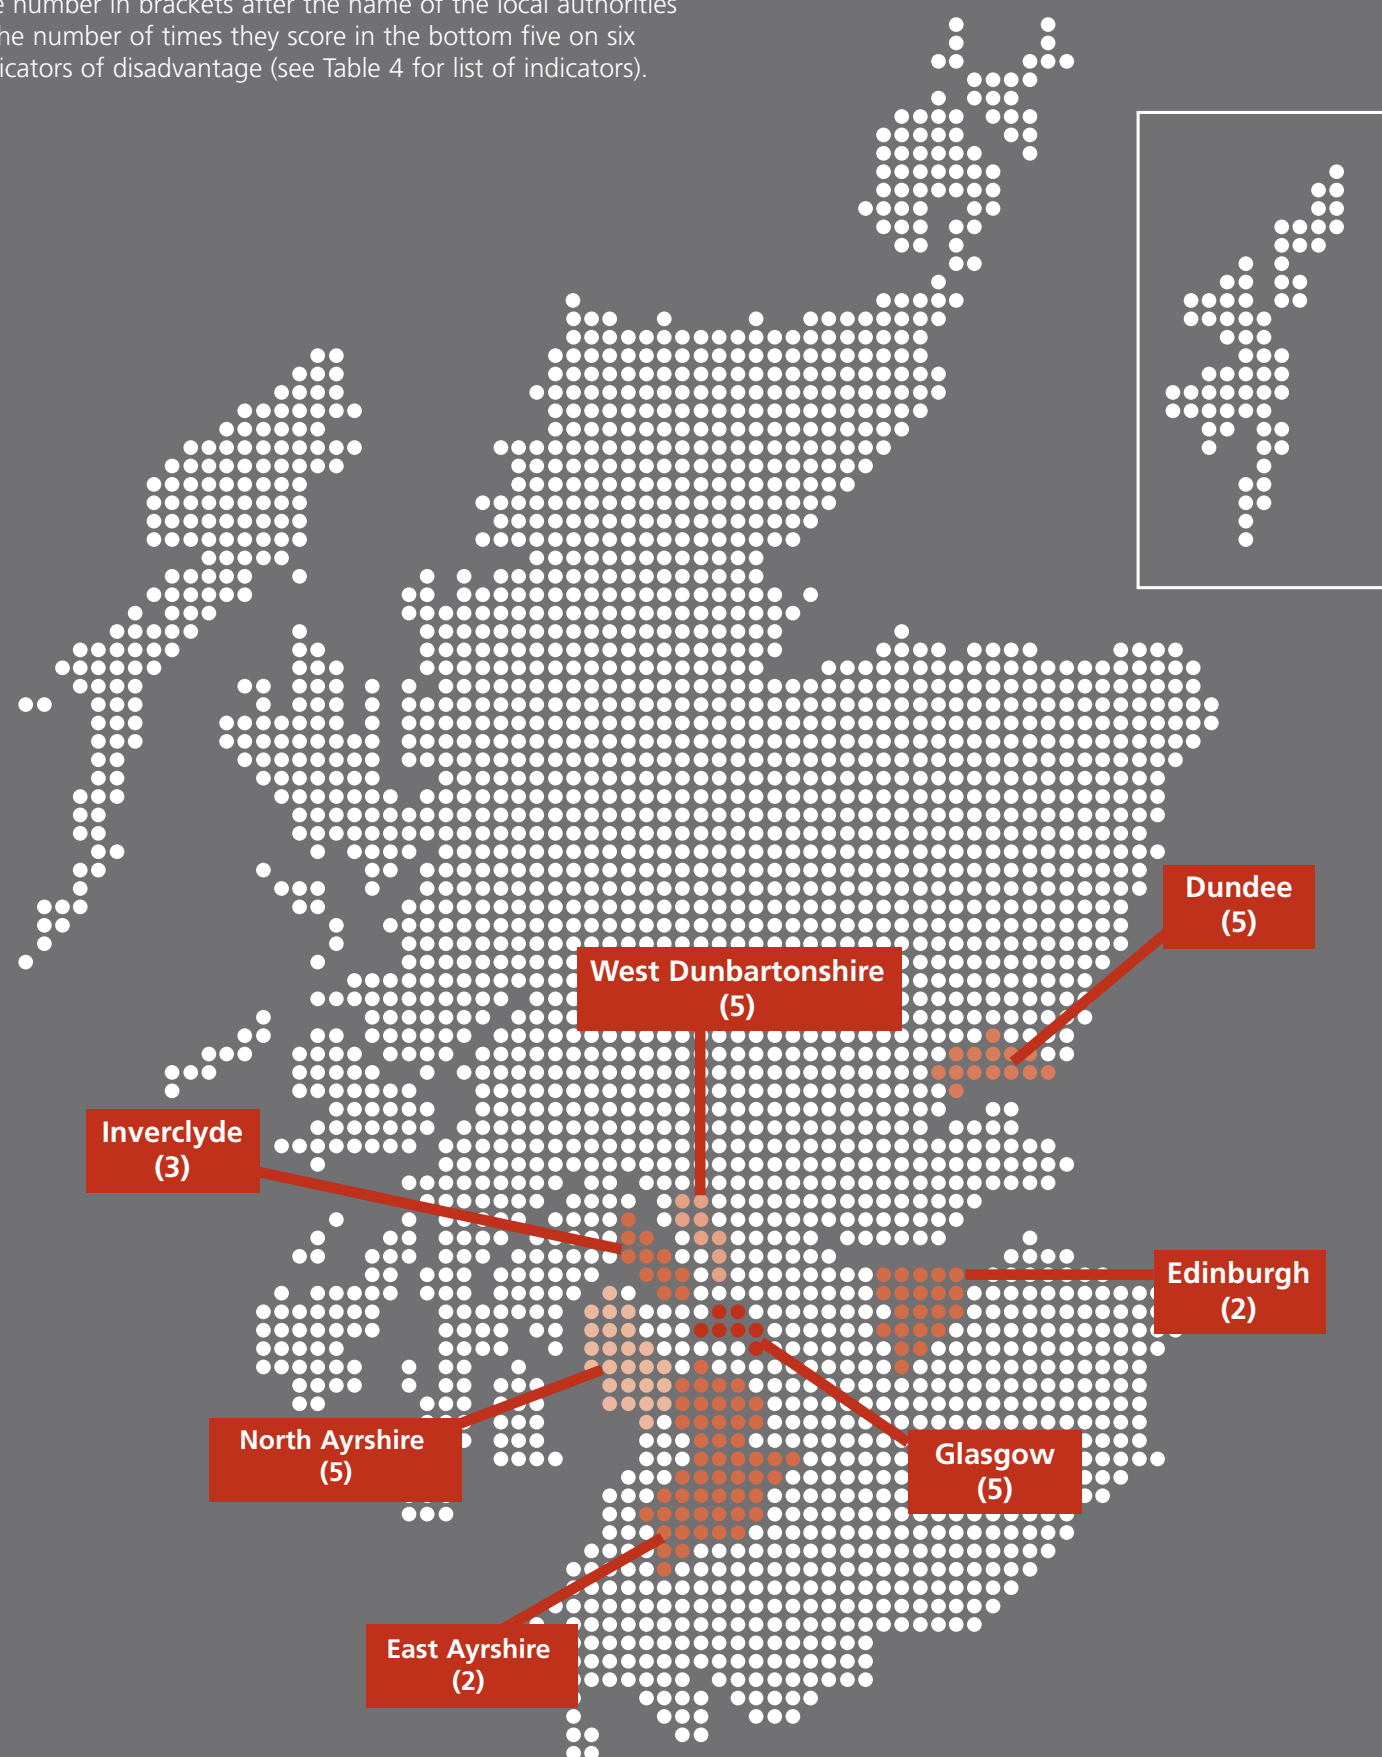 number in brackets after the name of the local authorities
he number of times they score in the bottom five on six
icators of disadvantage (see Table 4 for list of indicators).
Dundee
(5)
West Dunbartonshire
(5)
Inverclyde
(3)
Edinburgh
(2)
North Ayrshire
(5)
Glasgow
(5)
East Ayrshire
(2)